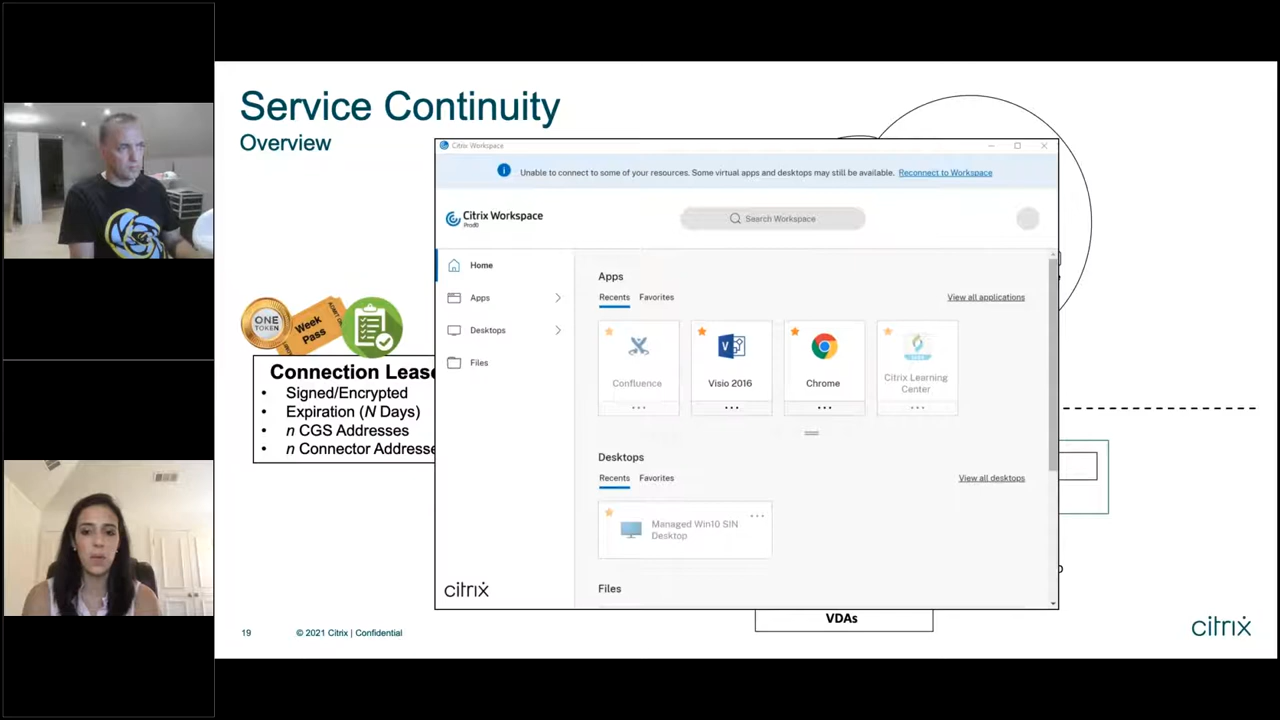 Service Continuity
Overview
Citrix Workspace
Unable to connect to some of your resources. Some virtual apps and desktops may still be available. Reconnect to Workspace
Citrix Workspace
Prod0
Search Workspace
Home
Apps
Desktops
Files
Apps
Recents Favorites
View all applications
Confluence
Visio 2016
Chrome
Citrix Learning
Center
Desktops
Recents Favorites
View all desktops
Managed Win10 SIN
Desktop
Files
citrix
ONE
TOKEN
Week
Pass
Connection Lease
• Signed/Encrypted
• Expiration (N Days)
• n CGS Addresses
• n Connector Addresse
VDAs
19
© 2021 Citrix | Confidential
citrix